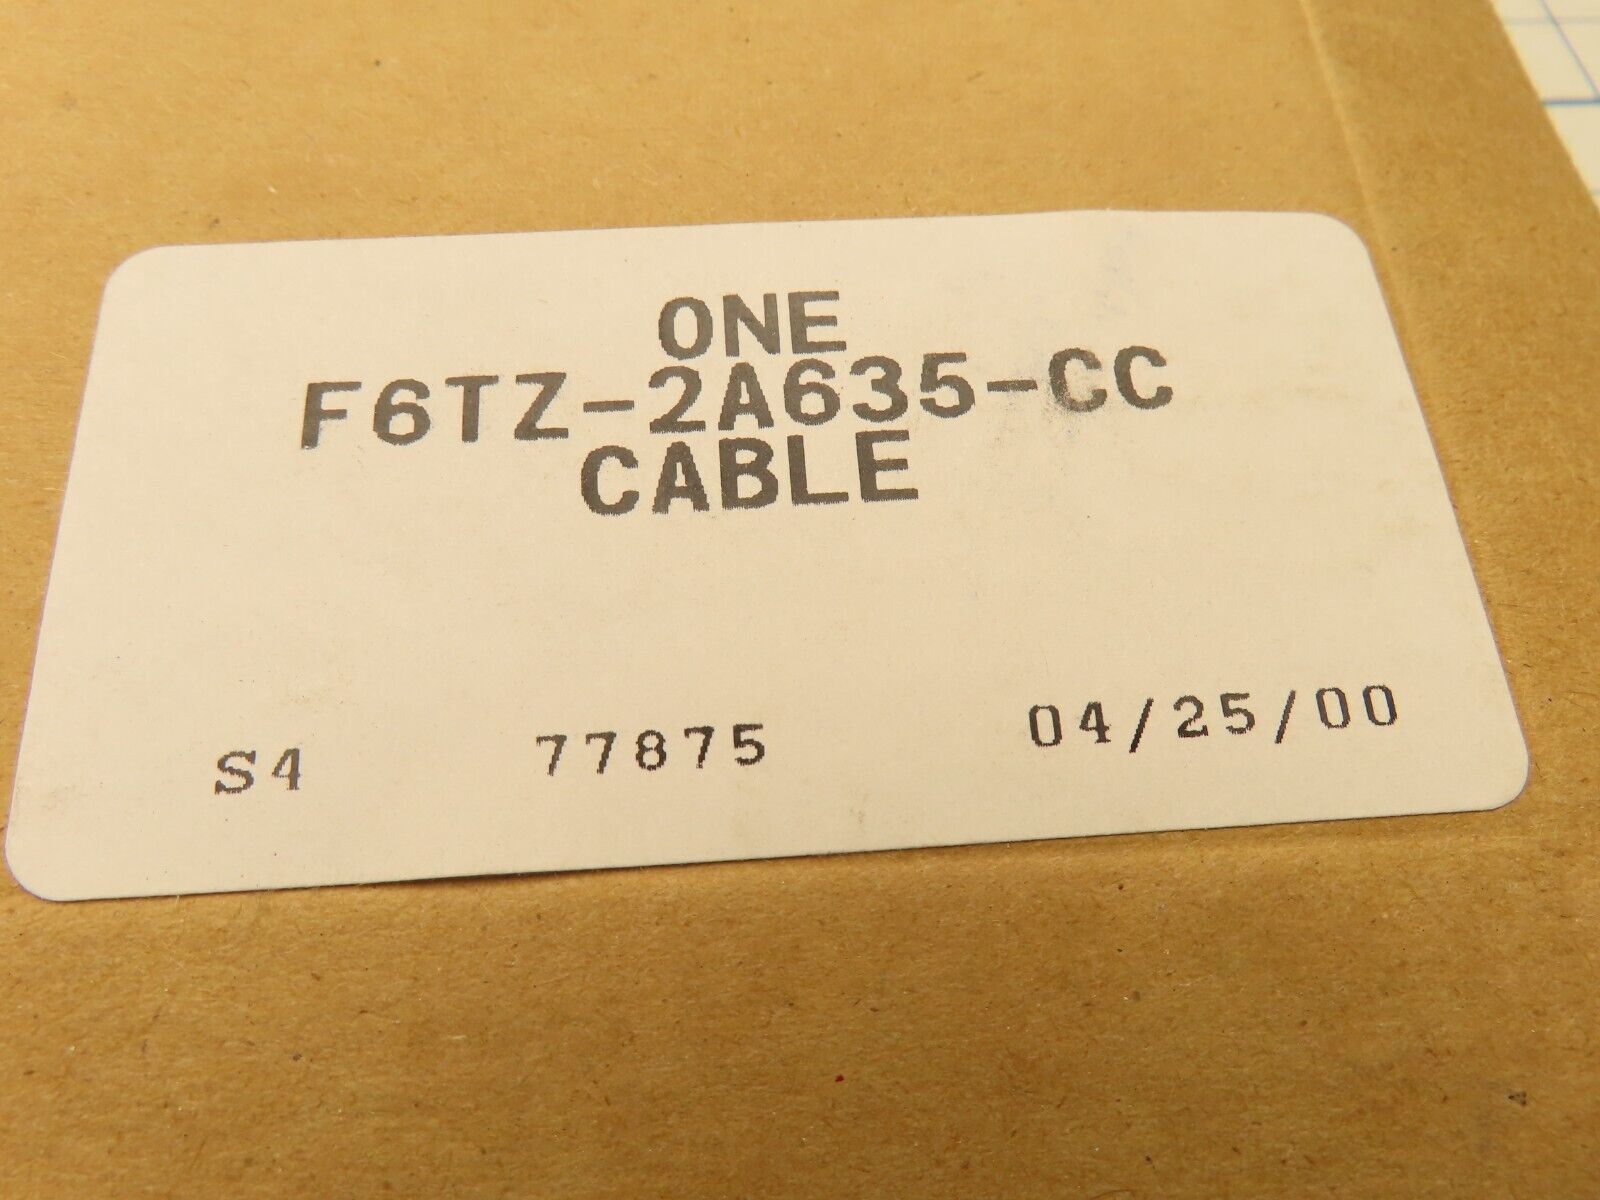 ONE
F6TZ-2A635-CC
CABLE
S4 77875 04/25/00